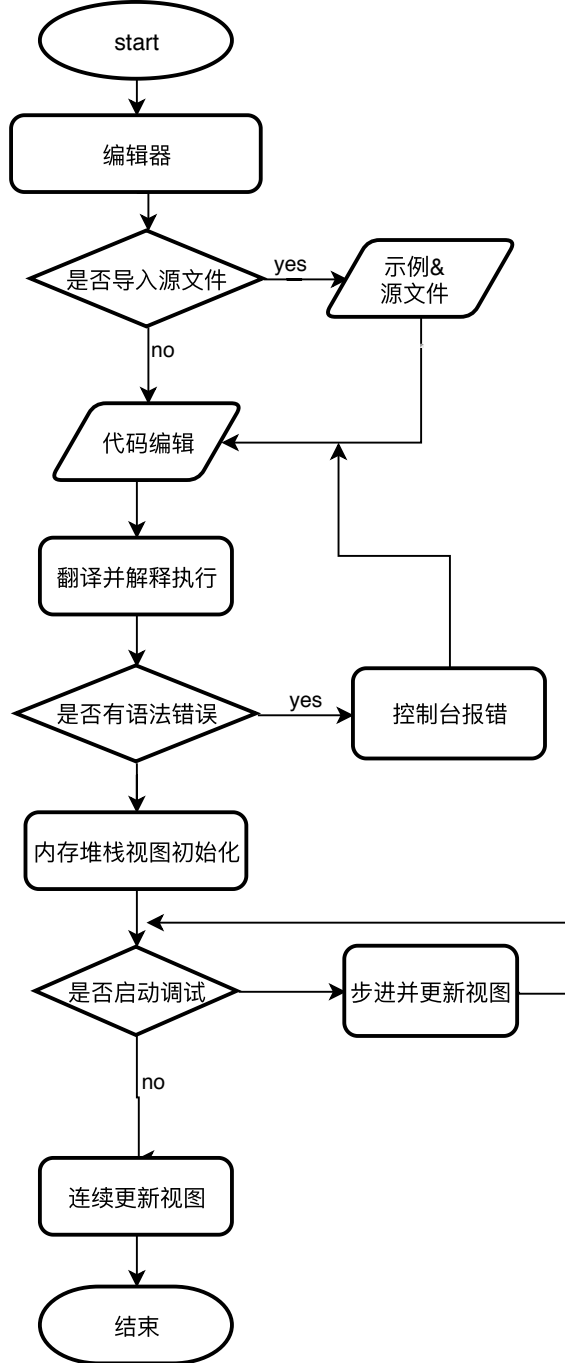 start
编辑器
是否导入源文件
yes
示例&
源文件
no
代码编辑
翻译并解释执行
是否有语法错误
yes
控制台报错
内存堆栈视图初始化
是否启动调试
步进并更新视图
no
连续更新视图
结束